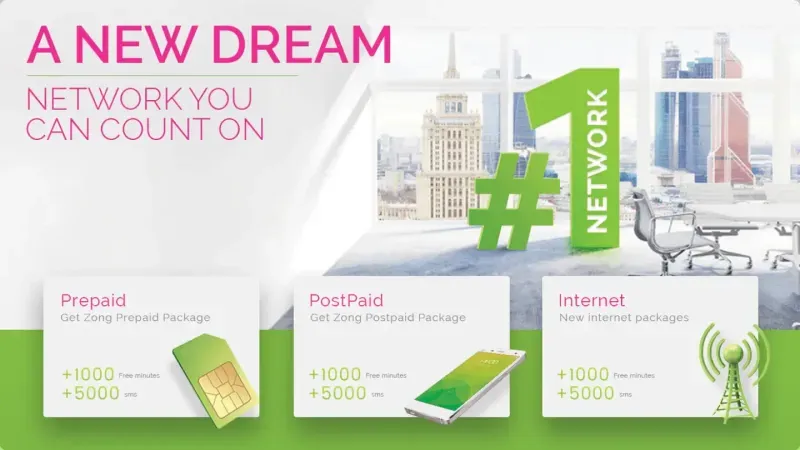 A NEW DREAM
NETWORK YOU
CAN COUNT ON
#1
NETWORK
Prepaid
Get Zong Prepaid Package
+1000 Free minutes
+5000 sms
PostPaid
Get Zong Postpaid Package
+1000 Free minutes
+5000 sms
Internet
New internet packages
+1000 Free minutes
+5000 sms